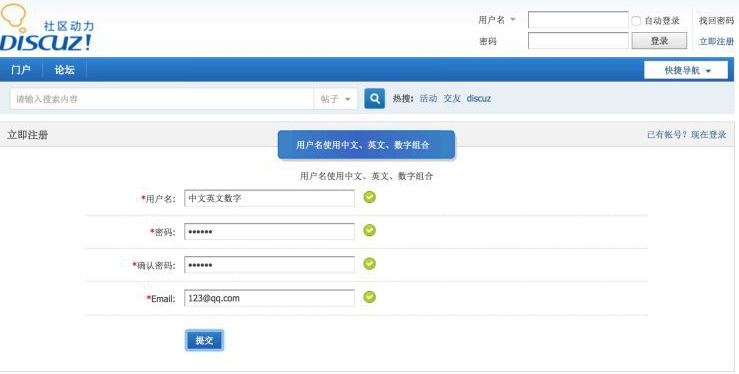 社区动力
DISCUZ!
用户名
自动登录
找回密码
密码
登录
立即注册
门户
论坛
快捷导航
请输入搜索内容
帖子
热搜:
活动
交友
discuz
立即注册
用户名使用中文、英文、数字组合
已有帐号?现在登录
用户名使用中文、英文、数字组合
*用户名:
中文英文数字
*密码:
••••••
*确认密码:
••••••
*Email:
123@qq.com
提交